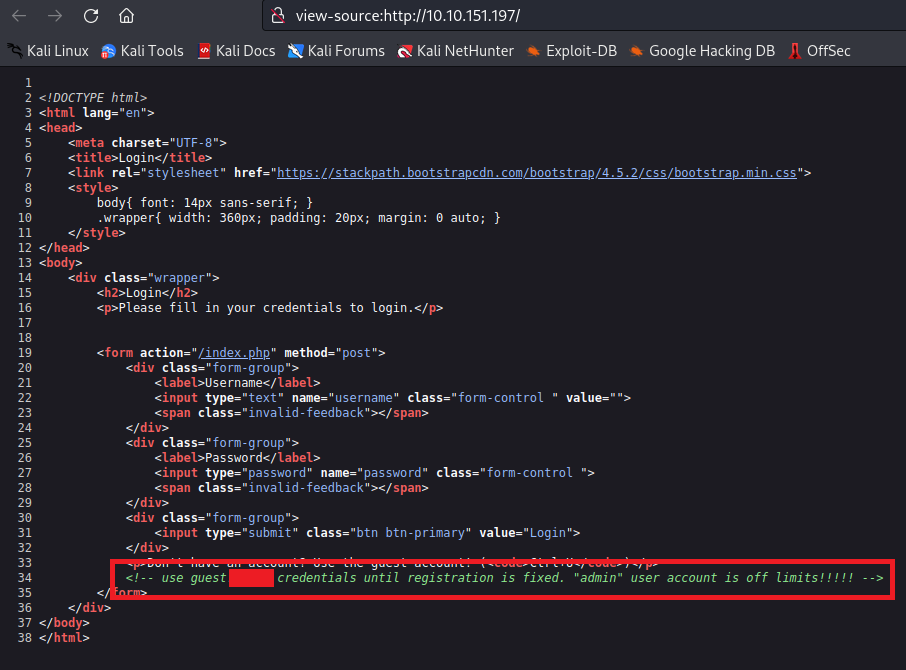 view-source:http://10.10.151.197/
Kali Linux Kali Tools Kali Docs Kali Forums Kali NetHunter Exploit-DB Google Hacking DB OffSec
1
2 <!DOCTYPE html>
3 <html lang="en">
4 <head>
5 <meta charset="UTF-8">
6 <title>Login</title>
7 <link rel="stylesheet" href="https://stackpath.bootstrapcdn.com/bootstrap/4.5.2/css/bootstrap.min.css">
8 <style>
9 body{ font: 14px sans-serif; }
10 .wrapper{ width: 360px; padding: 20px; margin: 0 auto; }
11 </style>
12 </head>
13 <body>
14 <div class="wrapper">
15 <h2>Login</h2>
16 <p>Please fill in your credentials to login.</p>
17
18
19 <form action="/index.php" method="post">
20 <div class="form-group">
21 <label>Username</label>
22 <input type="text" name="username" class="form-control " value="">
23 <span class="invalid-feedback"></span>
24 </div>
25 <div class="form-group">
26 <label>Password</label>
27 <input type="password" name="password" class="form-control ">
28 <span class="invalid-feedback"></span>
29 </div>
30 <div class="form-group">
31 <input type="submit" class="btn btn-primary" value="Login">
32 </div>
33 <p>Don't have an account? Use the guest account! (<code>Ctrl+U</code>)</p>
34 <!-- use guest credentials until registration is fixed. "admin" user account is off limits!!!!! -->
35 </form>
36 </div>
37 </body>
38 </html>